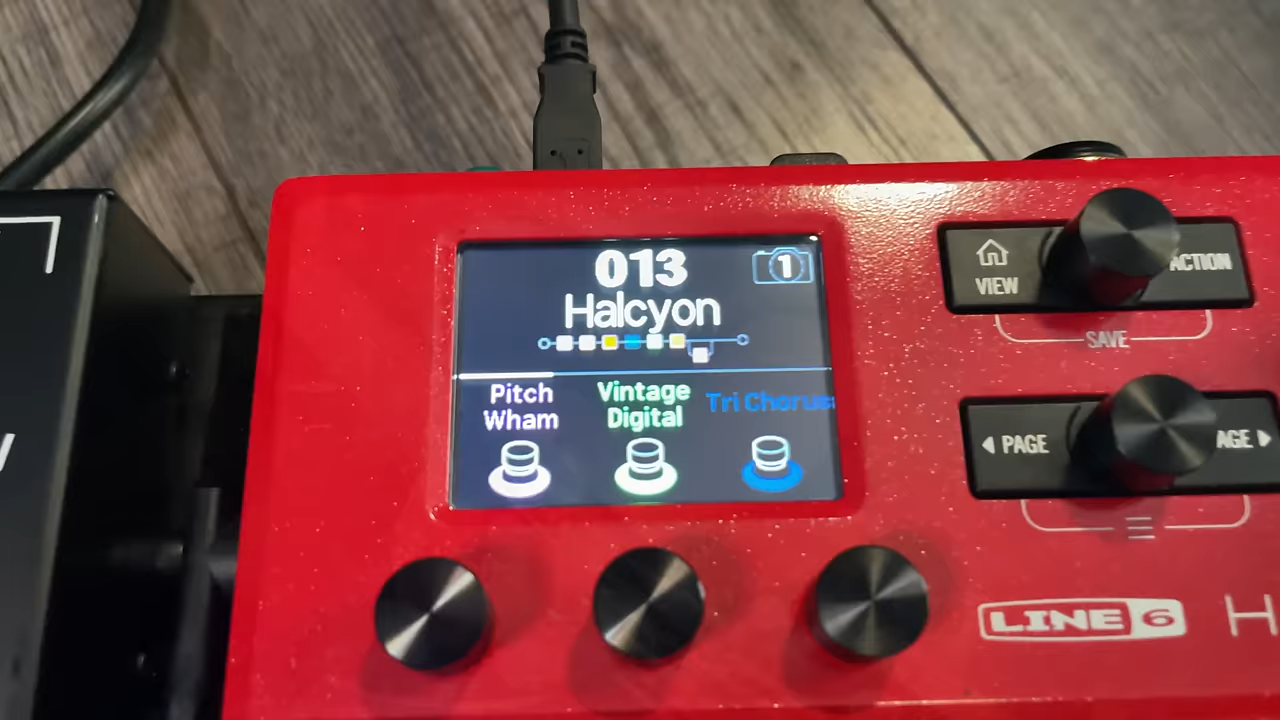 013
1
Halcyon
Pitch
Wham
Vintage
Digital
Tri Chorus
VIEW
ACTION
SAVE
PAGE
AGE
LINE 6
H